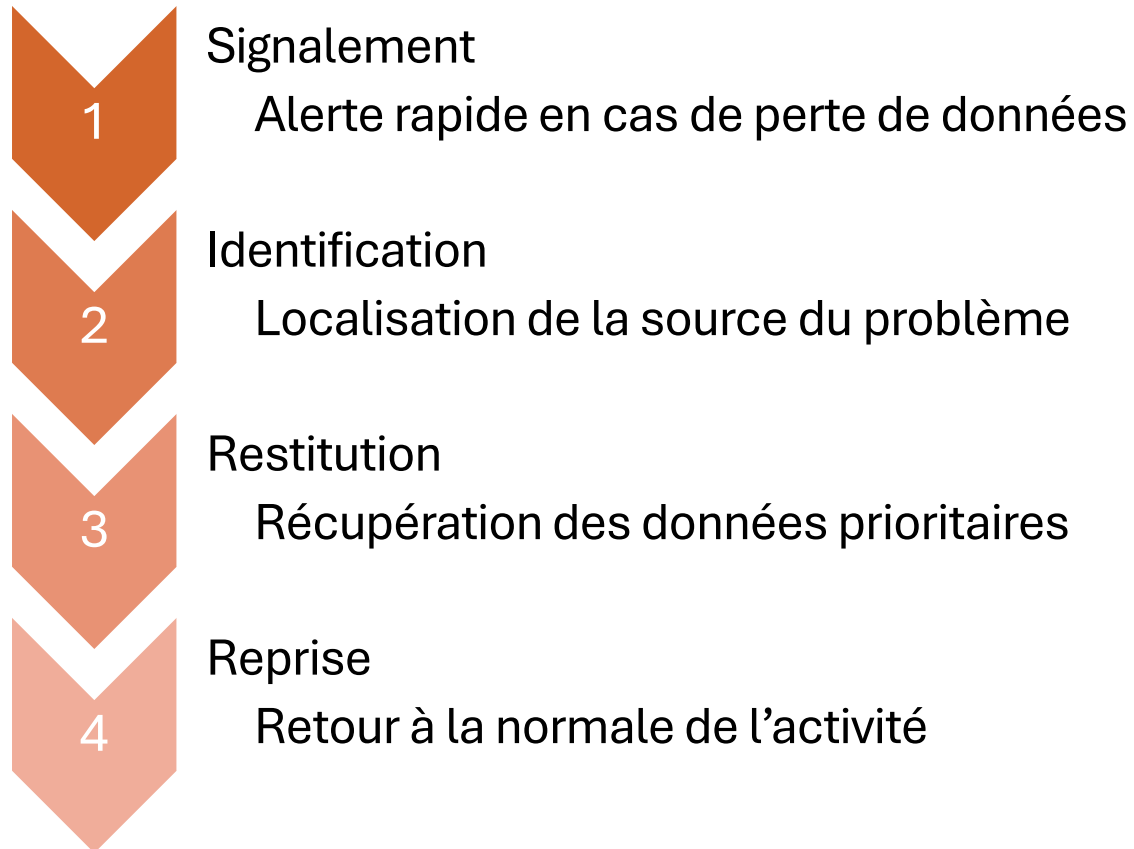 1
Signalement
Alerte rapide en cas de perte de données
2
Identification
Localisation de la source du problème
3
Restitution
Récupération des données prioritaires
4
Reprise
Retour à la normale de l’activité